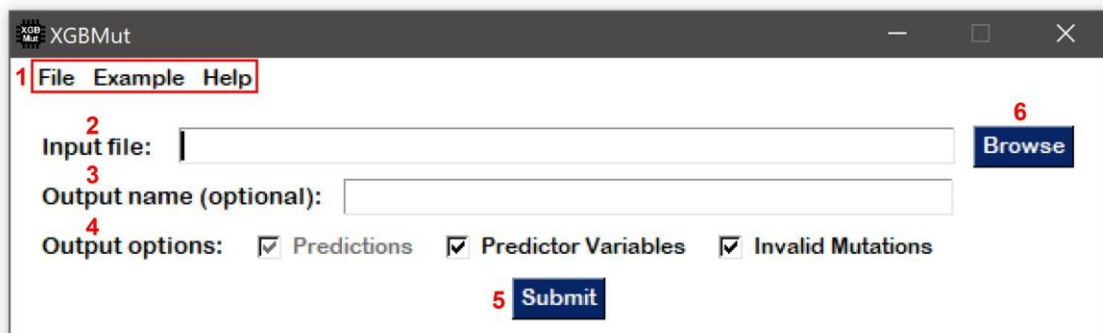 XGB Mut XGBMut
1 File Example Help
2 6
Input file: Browse
3
Output name (optional):
4
Output options: Predictions Predictor Variables Invalid Mutations
5 Submit